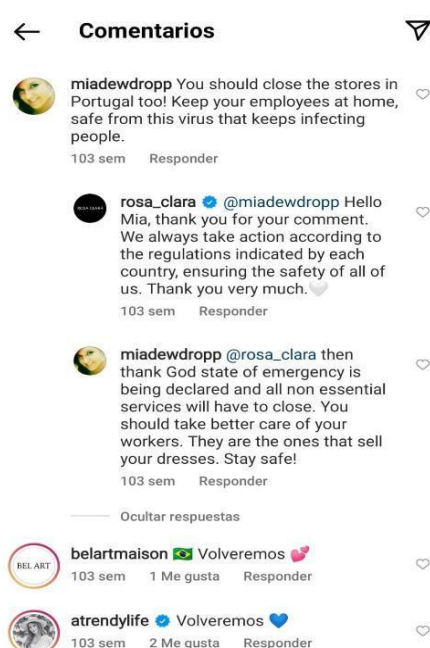 Comentarios
miadewdropp You should close the stores in
Portugal too! Keep your employees at home,
safe from this virus that keeps infecting
people.
103 sem Responder
ROSA CLARÁ
rosa_clara @miadewdropp Hello
Mia, thank you for your comment.
We always take action according to
the regulations indicated by each
country, ensuring the safety of all of
us. Thank you very much.🤍
103 sem Responder
miadewdropp @rosa_clara then
thank God state of emergency is
being declared and all non essential
services will have to close. You
should take better care of your
workers. They are the ones that sell
your dresses. Stay safe!
103 sem Responder
Ocultar respuestas
BEL ART
belartmaison 🇧🇷 Volveremos 💕
103 sem 1 Me gusta Responder
atrendylife Volveremos 💙
103 sem 2 Me gusta Responder